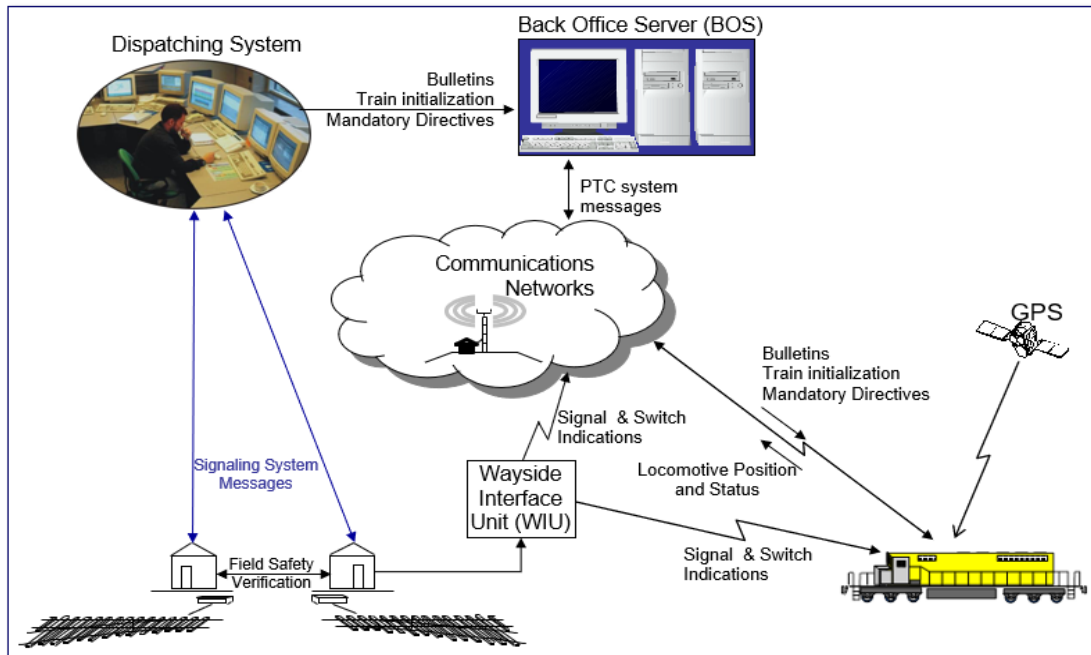 Back Office Server (BOS)
Dispatching System
Bulletins
Train initialization
Mandatory Directives
PTC system
messages
Communications
Networks
GPS
Bulletins
Train initialization
Mandatory Directives
Signal & Switch
Indications
Signaling System
Messages
Wayside
Interface
Unit (WIU)
Locomotive Position
and Status
Signal & Switch
Indications
Field Safety
Verification